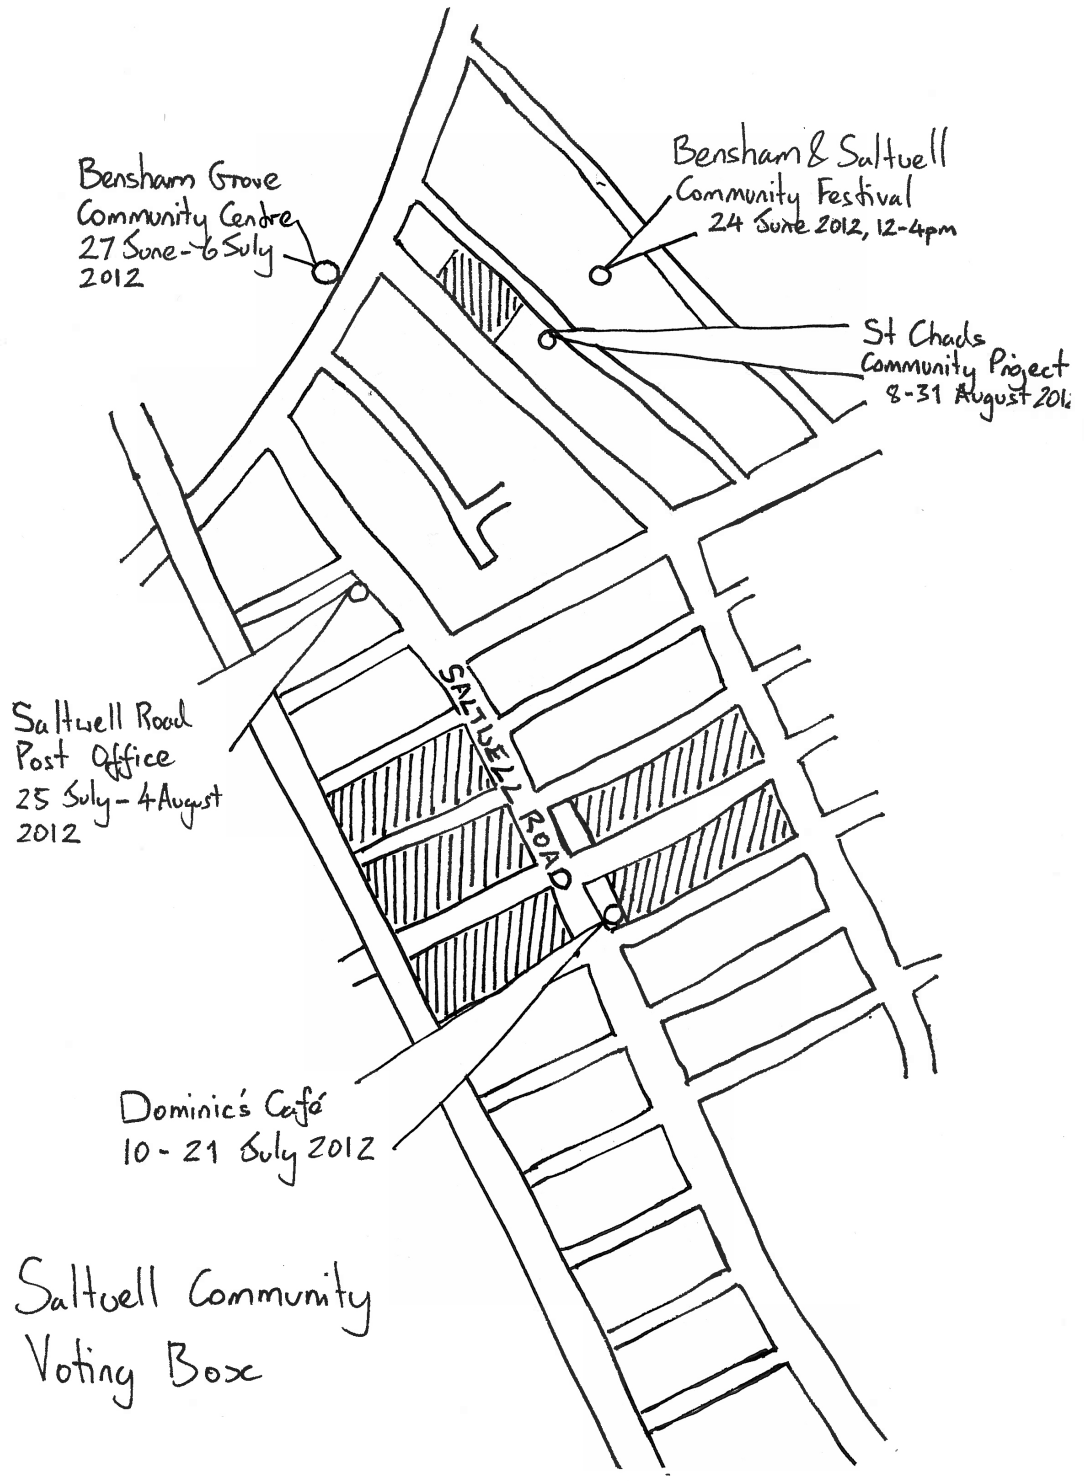 Bensham Grove
Community Centre
27 June - 6 July
2012
Bensham & Saltwell
Community Festival
24 June 2012, 12-4pm
St Chads
Community Project
8-31 August 201
SALTWELL ROAD
Saltwell Road
Post Office
25 July - 4 August
2012
Dominic's Café
10 - 21 July 2012
Saltwell Community
Voting Box